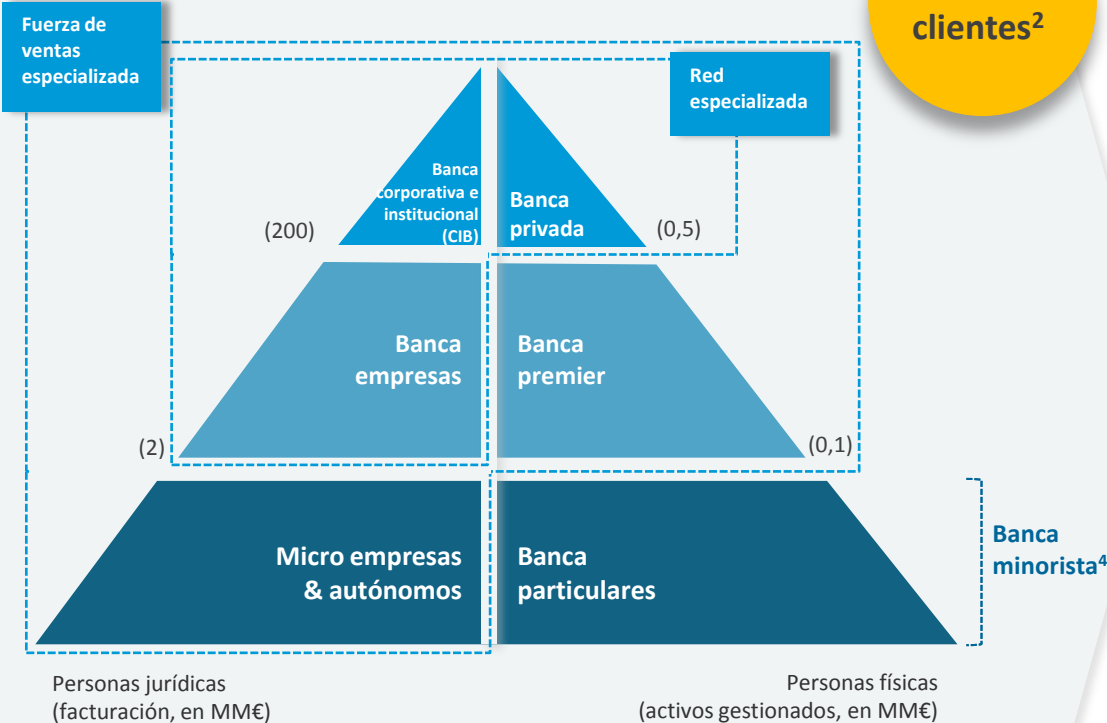 Fuerza de
ventas
especializada
clientes²
Red
especializada
Banca
corporativa e
institucional
(CIB)
Banca
privada
(200)
(0,5)
Banca
empresas
Banca
premier
(2)
(0,1)
Micro empresas
& autónomos
Banca
particulares
Banca
minorista⁴
Personas jurídicas
(facturación, en MM€)
Personas físicas
(activos gestionados, en MM€)